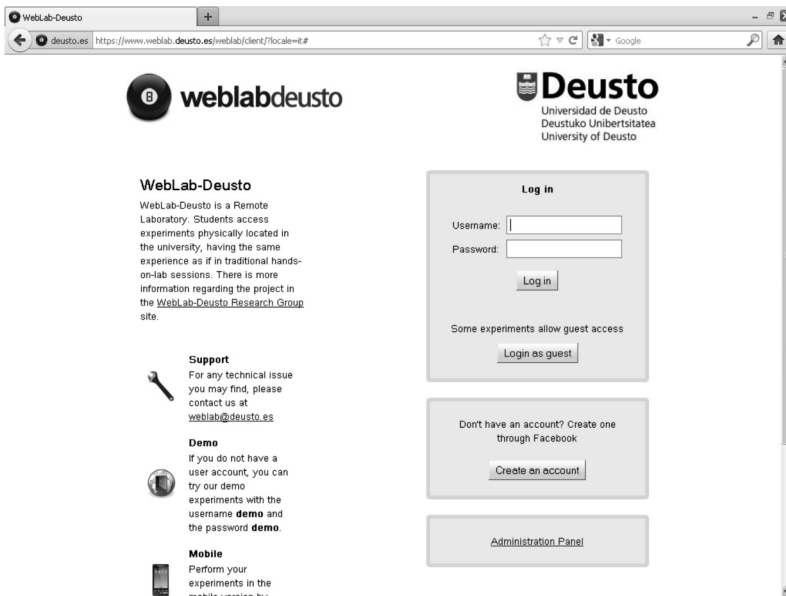 WebLab-Deusto
deusto.es https://www.weblab.deusto.es/weblab/client/?locale=it#
Google
8
weblabdeusto
Deusto
Universidad de Deusto
Deustuko Unibertsitatea
University of Deusto
WebLab-Deusto
WebLab-Deusto is a Remote
Laboratory. Students access
experiments physically located in
the university, having the same
experience as if in traditional hands-
on-lab sessions. There is more
information regarding the project in
the WebLab-Deusto Research Group
site.
Support
For any technical issue
you may find, please
contact us at
weblab@deusto.es
Demo
If you do not have a
user account, you can
try our demo
experiments with the
username demo and
the password demo.
Mobile
Perform your
experiments in the
mobile version by
Log in
Username:
Password:
Log in
Some experiments allow guest access
Login as guest
Don't have an account? Create one
through Facebook
Create an account
Administration Panel